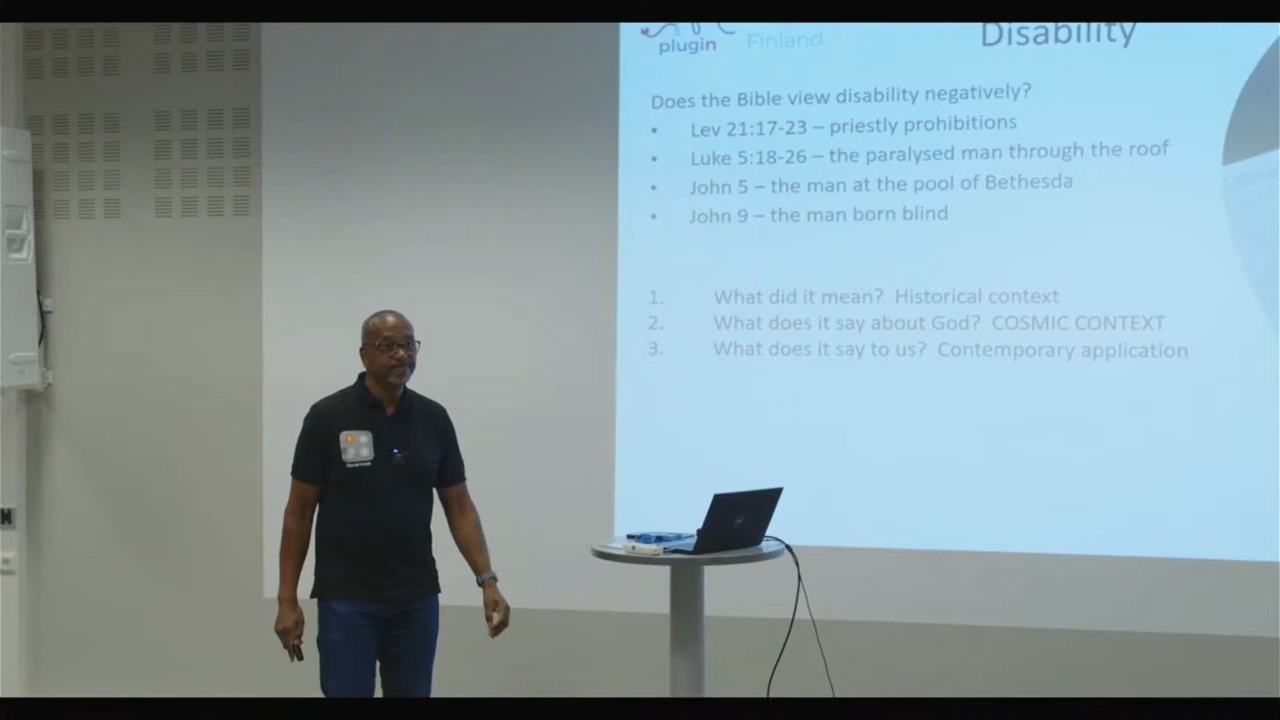 plugin
Finland
Disability
Does the Bible view disability negatively?
• Lev 21:17-23 – priestly prohibitions
• Luke 5:18-26 – the paralysed man through the roof
• John 5 – the man at the pool of Bethesda
• John 9 – the man born blind
1. What did it mean? Historical context
2. What does it say about God? COSMIC CONTEXT
3. What does it say to us? Contemporary application